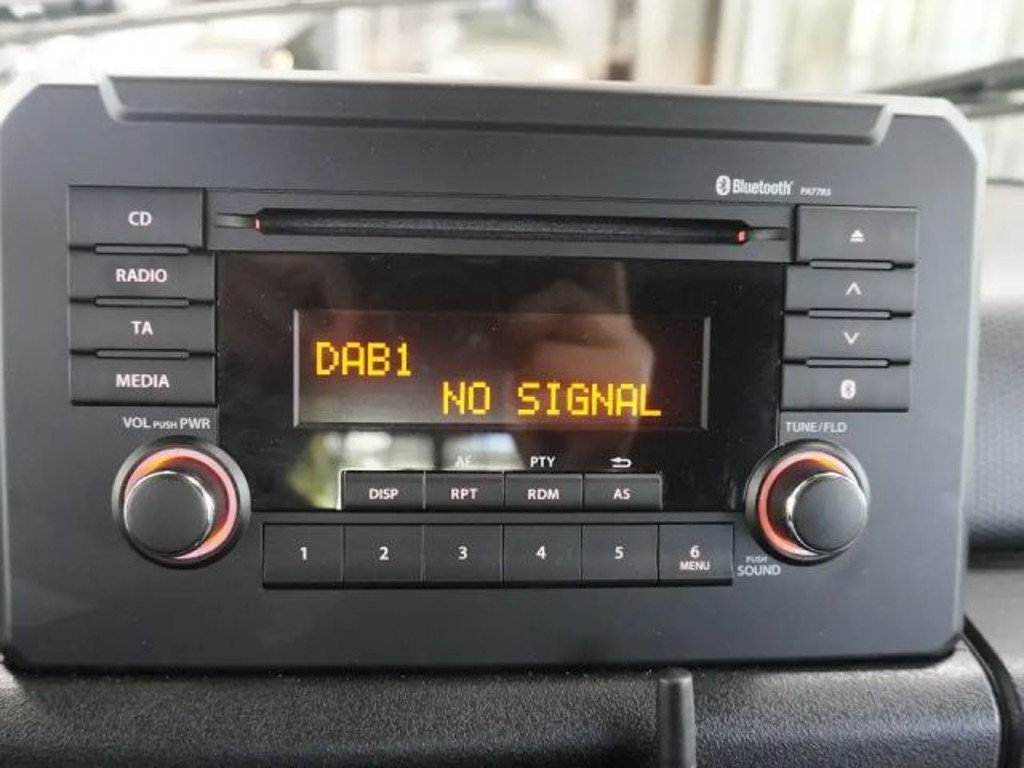 Bluetooth
CD
RADIO
TA
MEDIA
VOL PUSH PWR
DAB1
NO SIGNAL
TUNE/FLD
AF PTY
DISP RPT RDM AS
1 2 3 4 5 6
MENU
PUSH
SOUND